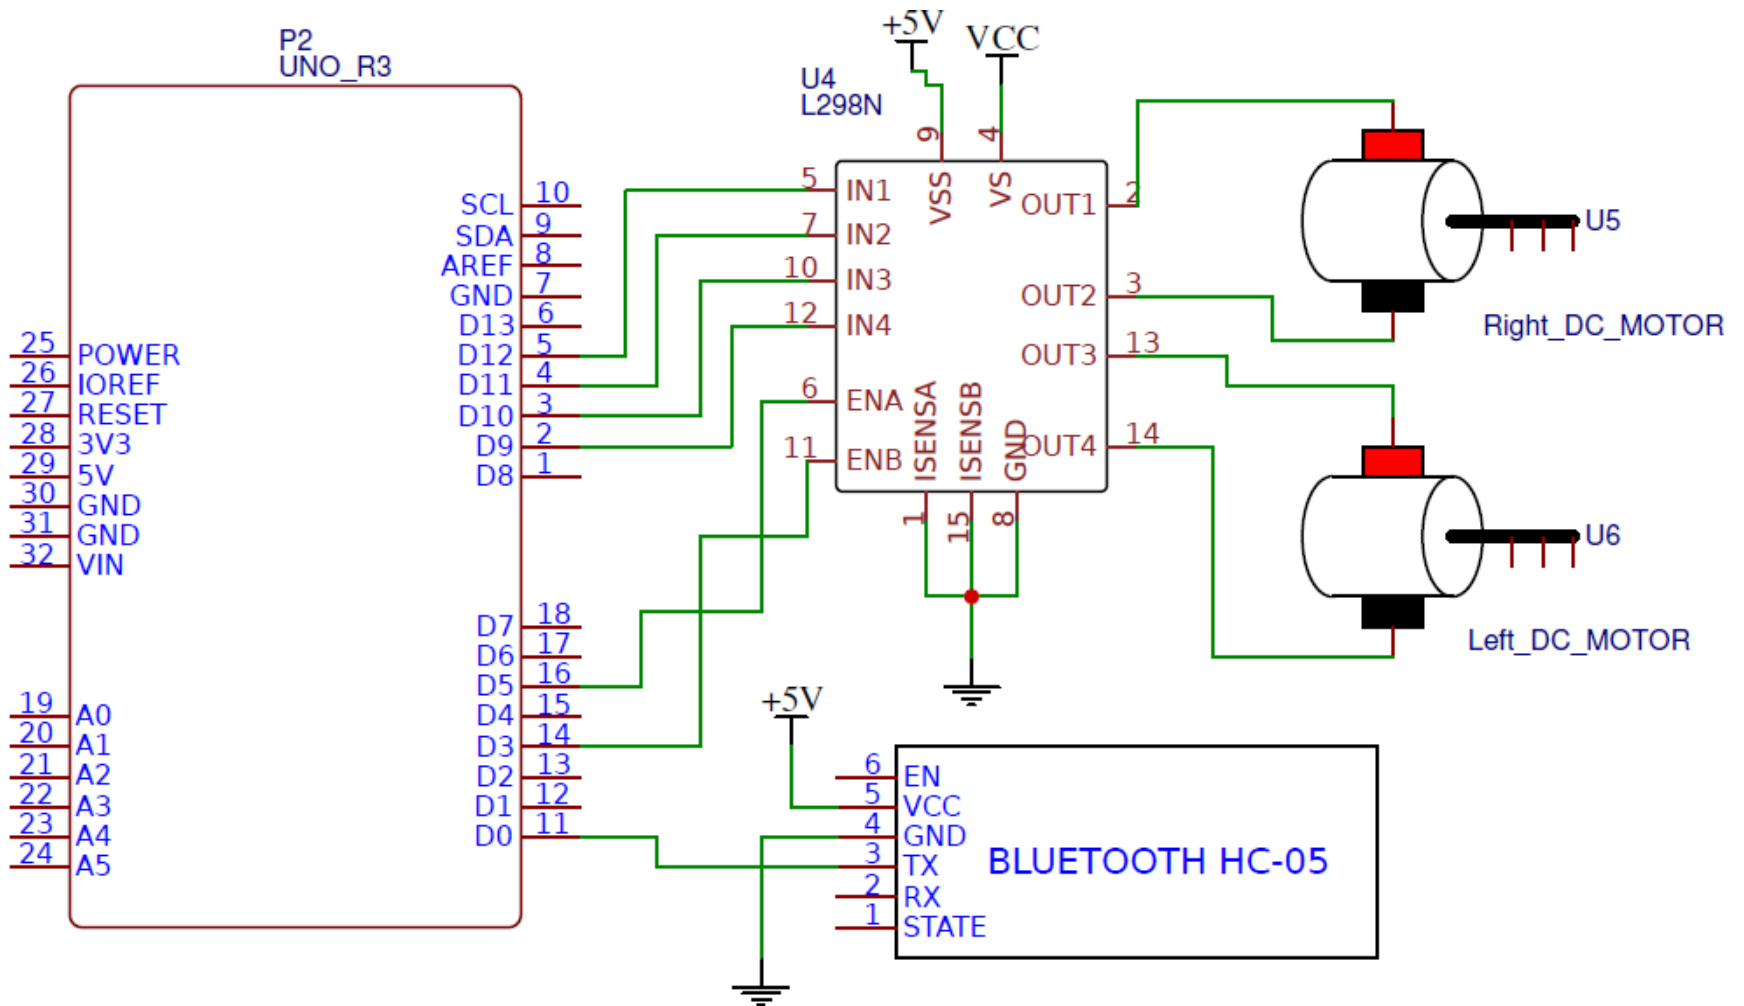 P2
UNO_R3
SCL 10
SDA 9
AREF 8
GND 7
D13 6
D12 5
D11 4
D10 3
D9 2
D8 1
25 POWER
26 IOREF
27 RESET
28 3V3
29 5V
30 GND
31 GND
32 VIN
D7 18
D6 17
D5 16
D4 15
D3 14
D2 13
D1 12
D0 11
19 A0
20 A1
21 A2
22 A3
23 A4
24 A5
+5V
VCC
U4
L298N
9 VSS
4 VS
5 IN1
7 IN2
10 IN3
12 IN4
6 ENA
11 ENB
OUT1 2
OUT2 3
OUT3 13
OUT4 14
ISENSA 1
ISENSB 15
GND 8
U5
Right_DC_MOTOR
U6
Left_DC_MOTOR
+5V
6 EN
5 VCC
4 GND
3 TX
2 RX
1 STATE
BLUETOOTH HC-05